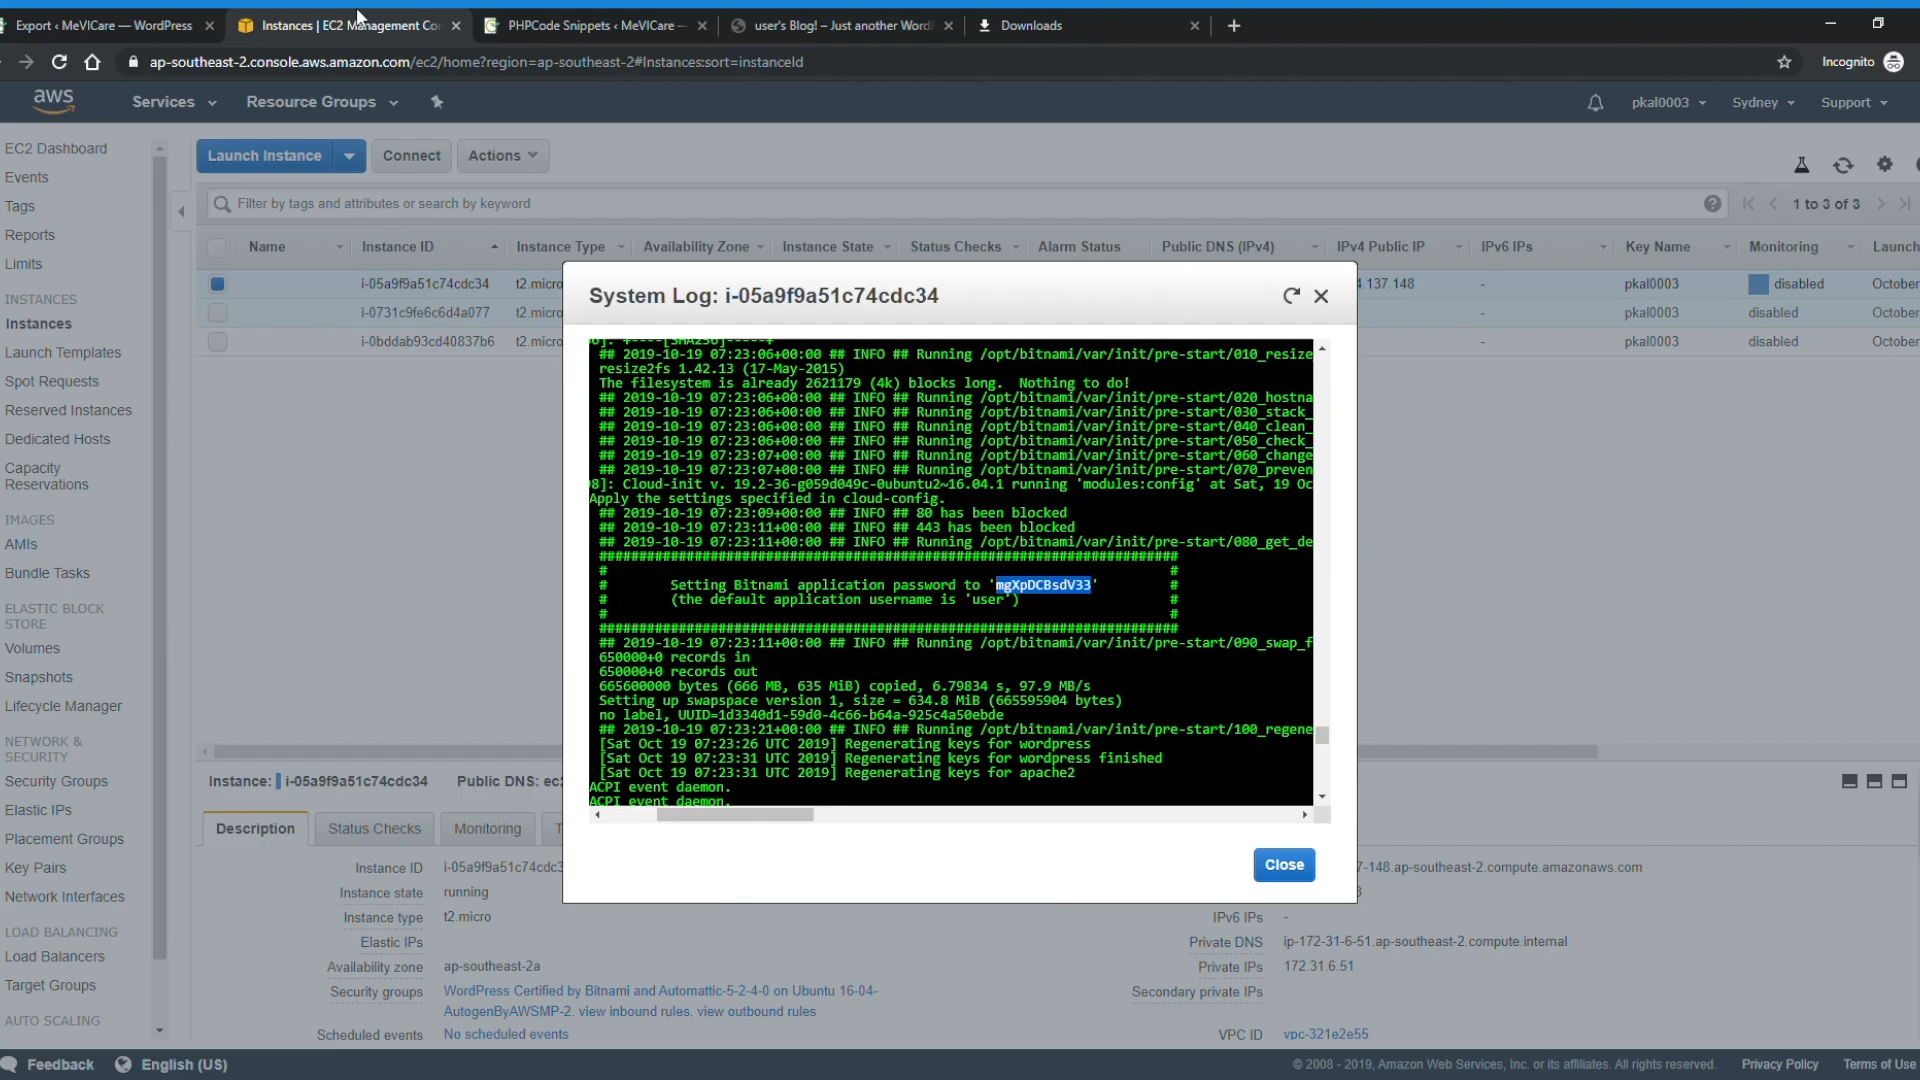 Export ‹ MeVICare — WordPress
Instances | EC2 Management Co
PHPCode Snippets ‹ MeVICare —
user's Blog! – Just another Word
Downloads
ap-southeast-2.console.aws.amazon.com/ec2/home?region=ap-southeast-2#Instances:sort=instanceId
Incognito
aws
Services
Resource Groups
pkal0003
Sydney
Support
EC2 Dashboard
Events
Tags
Reports
Limits
INSTANCES
Instances
Launch Templates
Spot Requests
Reserved Instances
Dedicated Hosts
Capacity
Reservations
IMAGES
AMIs
Bundle Tasks
ELASTIC BLOCK
STORE
Volumes
Snapshots
Lifecycle Manager
NETWORK &
SECURITY
Security Groups
Elastic IPs
Placement Groups
Key Pairs
Network Interfaces
LOAD BALANCING
Load Balancers
Target Groups
AUTO SCALING
Launch Instance
Connect
Actions
Filter by tags and attributes or search by keyword
1 to 3 of 3
Name Instance ID Instance Type Availability Zone Instance State Status Checks Alarm Status Public DNS (IPv4) IPv4 Public IP IPv6 IPs Key Name Monitoring Launch
i-05a9f9a51c74cdc34 t2.micro .137.148 - pkal0003 disabled October
i-0731c9fe6c6d4a077 t2.micro - pkal0003 disabled October
i-0bddab93cd40837b6 t2.micro - pkal0003 disabled October
System Log: i-05a9f9a51c74cdc34
]: +----[SHA256]-----+
## 2019-10-19 07:23:06+00:00 ## INFO ## Running /opt/bitnami/var/init/pre-start/010_resize
resize2fs 1.42.13 (17-May-2015)
The filesystem is already 2621179 (4k) blocks long.  Nothing to do!
## 2019-10-19 07:23:06+00:00 ## INFO ## Running /opt/bitnami/var/init/pre-start/020_hostna
## 2019-10-19 07:23:06+00:00 ## INFO ## Running /opt/bitnami/var/init/pre-start/030_stack_
## 2019-10-19 07:23:06+00:00 ## INFO ## Running /opt/bitnami/var/init/pre-start/040_clean_
## 2019-10-19 07:23:06+00:00 ## INFO ## Running /opt/bitnami/var/init/pre-start/050_check_
## 2019-10-19 07:23:07+00:00 ## INFO ## Running /opt/bitnami/var/init/pre-start/060_change
## 2019-10-19 07:23:07+00:00 ## INFO ## Running /opt/bitnami/var/init/pre-start/070_preven
8]: Cloud-init v. 19.2-36-g059d049c-0ubuntu2~16.04.1 running 'modules:config' at Sat, 19 Oc
Apply the settings specified in cloud-config.
## 2019-10-19 07:23:09+00:00 ## INFO ## 80 has been blocked
## 2019-10-19 07:23:11+00:00 ## INFO ## 443 has been blocked
## 2019-10-19 07:23:11+00:00 ## INFO ## Running /opt/bitnami/var/init/pre-start/080_get_de
#########################################################################
# #
# Setting Bitnami application password to 'mgXpDCBsdV33' #
# (the default application username is 'user') #
# #
#########################################################################
## 2019-10-19 07:23:11+00:00 ## INFO ## Running /opt/bitnami/var/init/pre-start/090_swap_f
650000+0 records in
650000+0 records out
665600000 bytes (666 MB, 635 MiB) copied, 6.79834 s, 97.9 MB/s
Setting up swapspace version 1, size = 634.8 MiB (665595904 bytes)
no label, UUID=1d3340d1-59d0-4c66-b64a-925c4a50ebde
## 2019-10-19 07:23:21+00:00 ## INFO ## Running /opt/bitnami/var/init/pre-start/100_regene
[Sat Oct 19 07:23:26 UTC 2019] Regenerating keys for wordpress
[Sat Oct 19 07:23:31 UTC 2019] Regenerating keys for wordpress finished
[Sat Oct 19 07:23:31 UTC 2019] Regenerating keys for apache2
ACPI event daemon.
ACPI event daemon.
Close
Instance: i-05a9f9a51c74cdc34 Public DNS: ec
Description
Status Checks
Monitoring
T
Instance ID i-05a9f9a51c74cdc3
Instance state running
Instance type t2.micro
Elastic IPs
Availability zone ap-southeast-2a
Security groups WordPress Certified by Bitnami and Automattic-5-2-4-0 on Ubuntu 16-04-
AutogenByAWSMP-2. view inbound rules. view outbound rules
Scheduled events No scheduled events
7-148.ap-southeast-2.compute.amazonaws.com
IPv6 IPs -
Private DNS ip-172-31-6-51.ap-southeast-2.compute.internal
Private IPs 172.31.6.51
Secondary private IPs
VPC ID vpc-321e2e55
Feedback
English (US)
© 2008 - 2019, Amazon Web Services, Inc. or its affiliates. All rights reserved.
Privacy Policy
Terms of Use